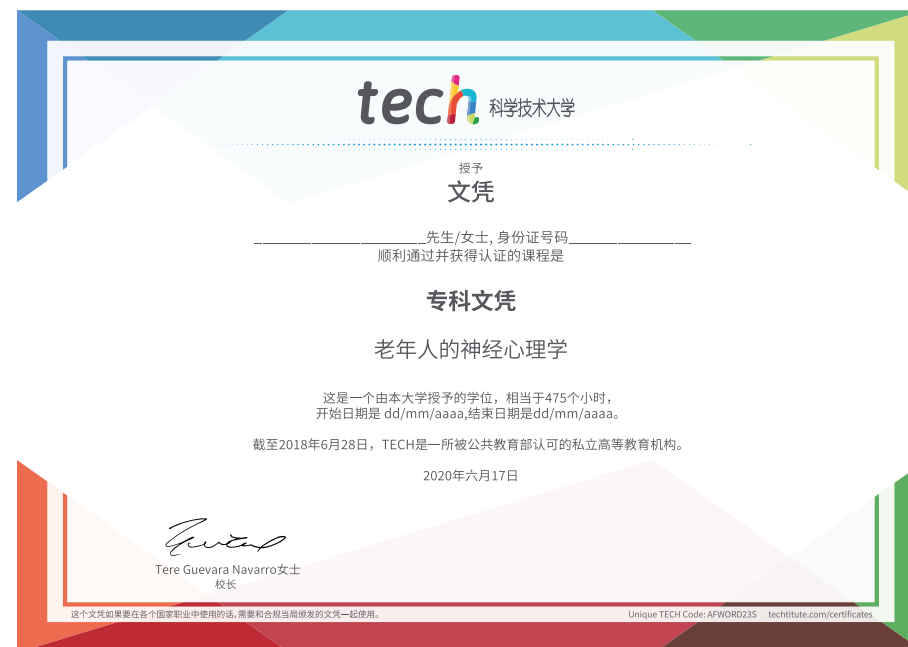 tech 科学技术大学
授予
文凭
______________________先生/女士, 身份证号码________________
顺利通过并获得认证的课程是
专科文凭
老年人的神经心理学
这是一个由本大学授予的学位，相当于475个小时，
开始日期是 dd/mm/aaaa,结束日期是dd/mm/aaaa。
截至2018年6月28日，TECH是一所被公共教育部认可的私立高等教育机构。
2020年六月17日
Tere Guevara Navarro女士
校长
这个文凭如果要在各个国家职业中使用的话,需要和合规当局颁发的文凭一起使用。
Unique TECH Code: AFWORD23S techtitute.com/certificates